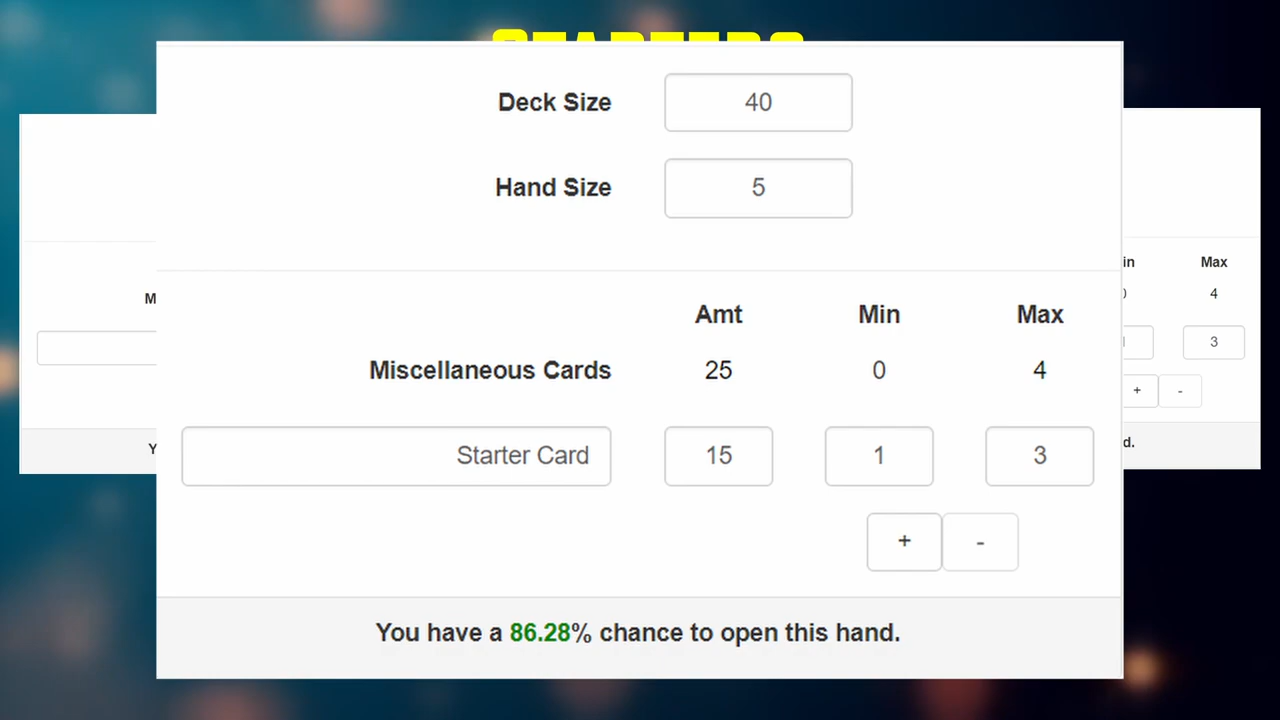 Deck Size 40
Hand Size 5
Amt Min Max
Miscellaneous Cards 25 0 4
Starter Card 15 1 3
+ -
You have a 86.28% chance to open this hand.
Max
4
3
+ -